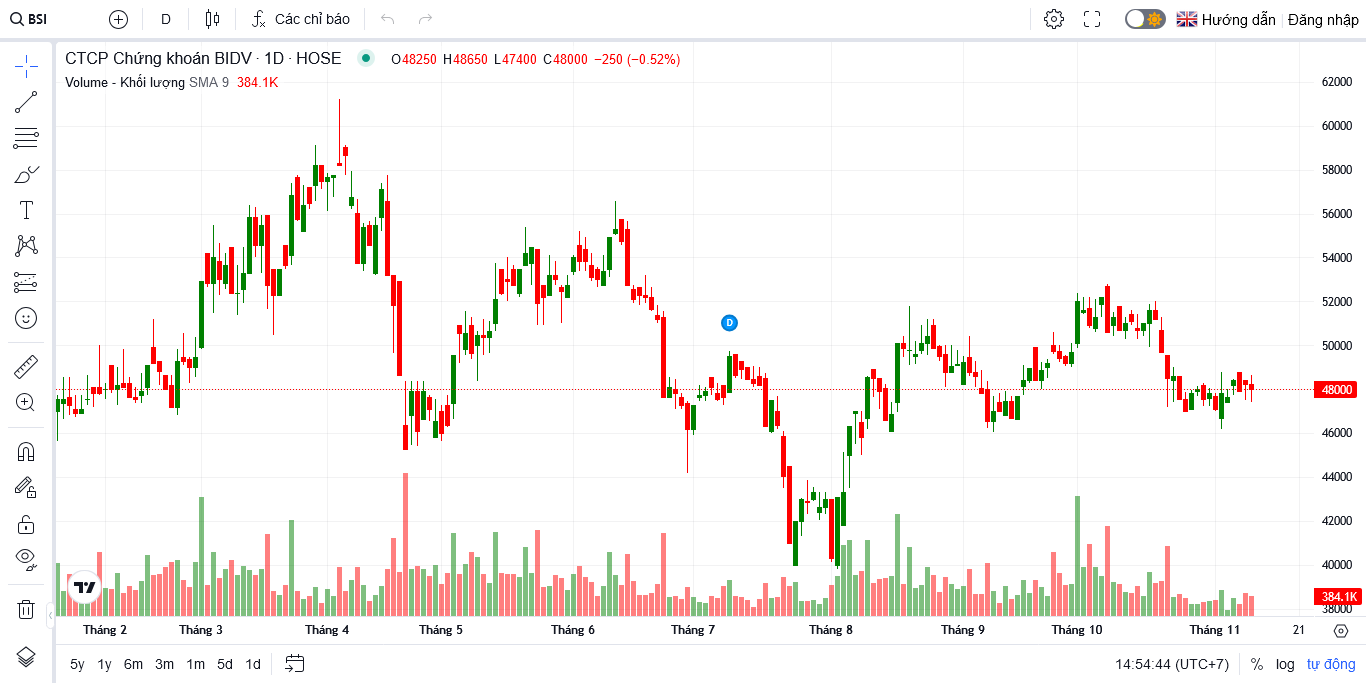 BSI D Các chỉ báo Hướng dẫn Đăng nhập
CTCP Chứng khoán BIDV · 1D · HOSE O48250 H48650 L47400 C48000 −250 (−0.52%)
Volume - Khối lượng SMA 9 384.1K
62000
60000
58000
56000
54000
D
52000
50000
48000
46000
44000
42000
40000
384.1K
38000
Tháng 2 Tháng 3 Tháng 4 Tháng 5 Tháng 6 Tháng 7 Tháng 8 Tháng 9 Tháng 10 Tháng 11 21
5y 1y 6m 3m 1m 5d 1d 14:54:44 (UTC+7) % log tự động